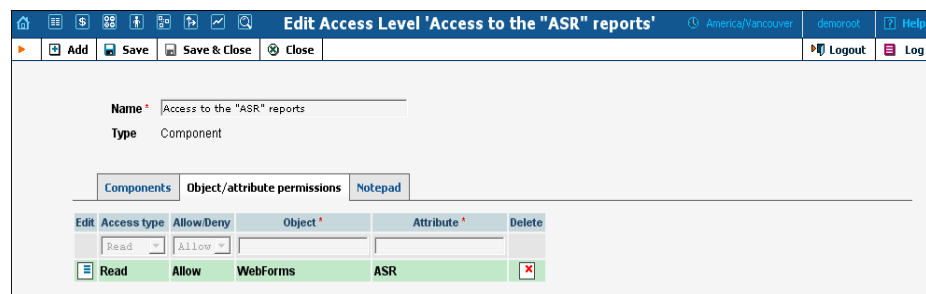 Edit Access Level 'Access to the "ASR" reports' America/Vancouver demoroot ? Help
Add Save Save & Close Close Logout Log
Name * Access to the "ASR" reports
Type Component
Components Object/attribute permissions Notepad
Edit Access type Allow/Deny Object * Attribute * Delete
Read Allow
Read Allow WebForms ASR